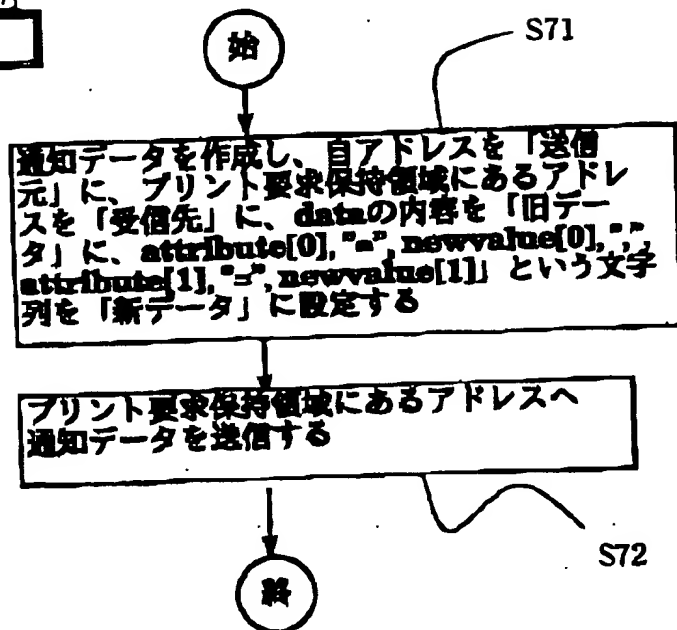 始
S71
通知データを作成し、自アドレスを「送信
元」に、プリント要求保持領域にあるアドレ
スを「受信先」に、dataの内容を「旧デー
タ」に、attribute[0],"=",newvalue[0],",",
attribute[1],"=",newvalue[1]」という文字
列を「新データ」に設定する
プリント要求保持領域にあるアドレスへ
通知データを送信する
S72
終